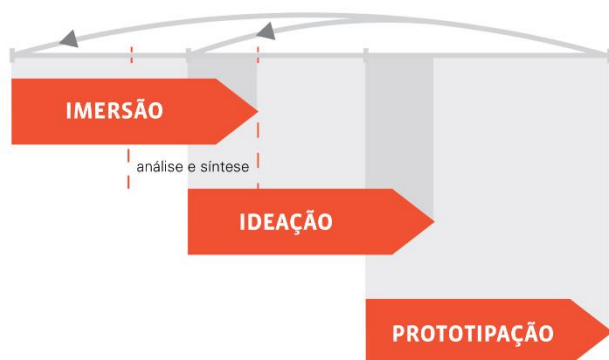 IMERSÃO
análise e síntese
IDEAÇÃO
PROTOTIPAÇÃO